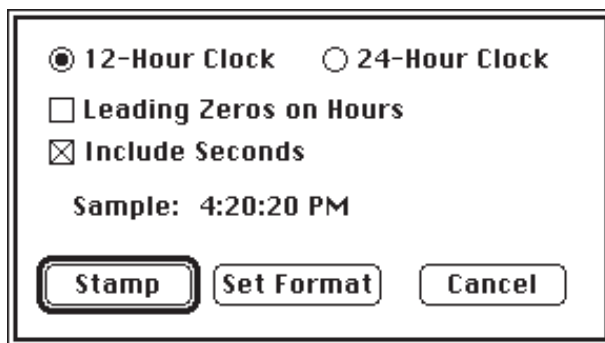 12-Hour Clock 24-Hour Clock
Leading Zeros on Hours
Include Seconds
Sample: 4:20:20 PM
Stamp Set Format Cancel